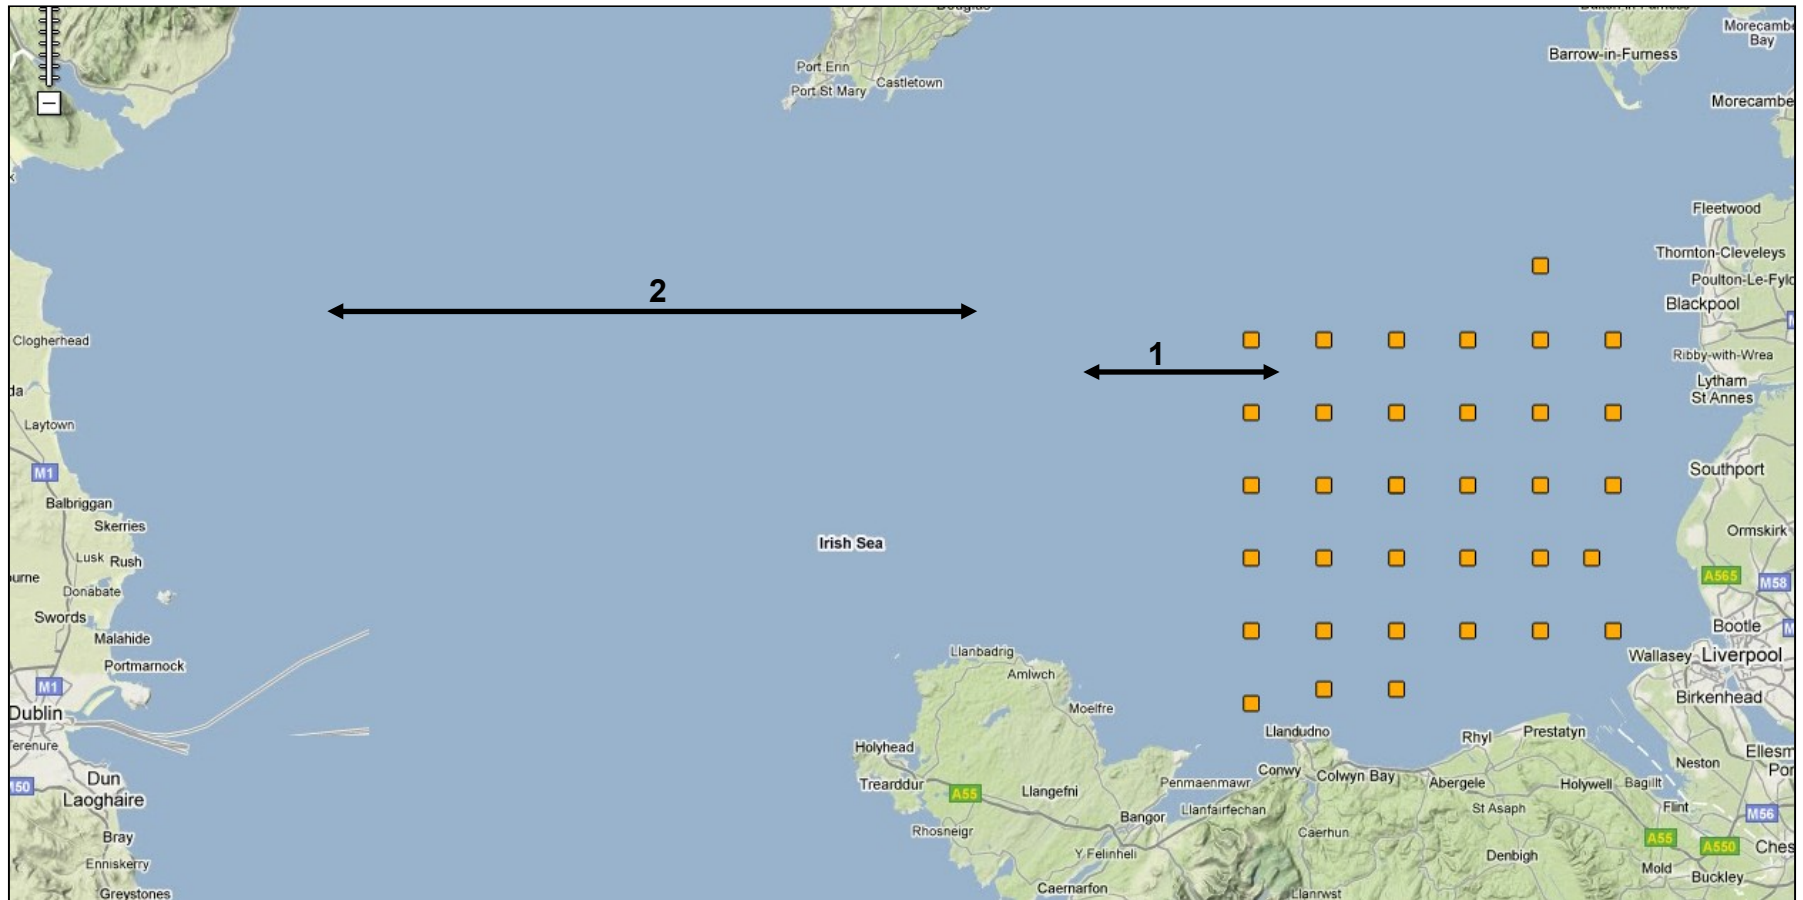 Port Erin
Port St Mary
Castletown
Barrow-in-Furness
Bay
Fleetwood
Thornton-Cleveleys
Blackpool
2
Clogherhead
1
Ribby-with-Wrea
Lytham
St Annes
Laytown
M1
Southport
Balbriggan
Skerries
Ormskirk
Irish Sea
Lusk
Rush
A565
M58
Donabate
Swords
Bootle
Malahide
Llanbadrig
Wallasey
Liverpool
Portmarnock
Amlwch
M1
Birkenhead
Moelfre
Dublin
Llandudno
Rhyl
Prestatyn
Holyhead
Neston
Dun
Laoghaire
Trearddur
A55
Llangefni
Penmaenmawr
Conwy
Colwyn Bay
Abergele
Holywell
Bagillt
Llanfairfechan
St Asaph
Flint
M56
Bangor
Rhosneigr
Caerhun
A55
A550
Bray
Y Felinheli
Denbigh
Enniskerry
Mold
Buckley
Greystones
Caernarfon
Llanrwst